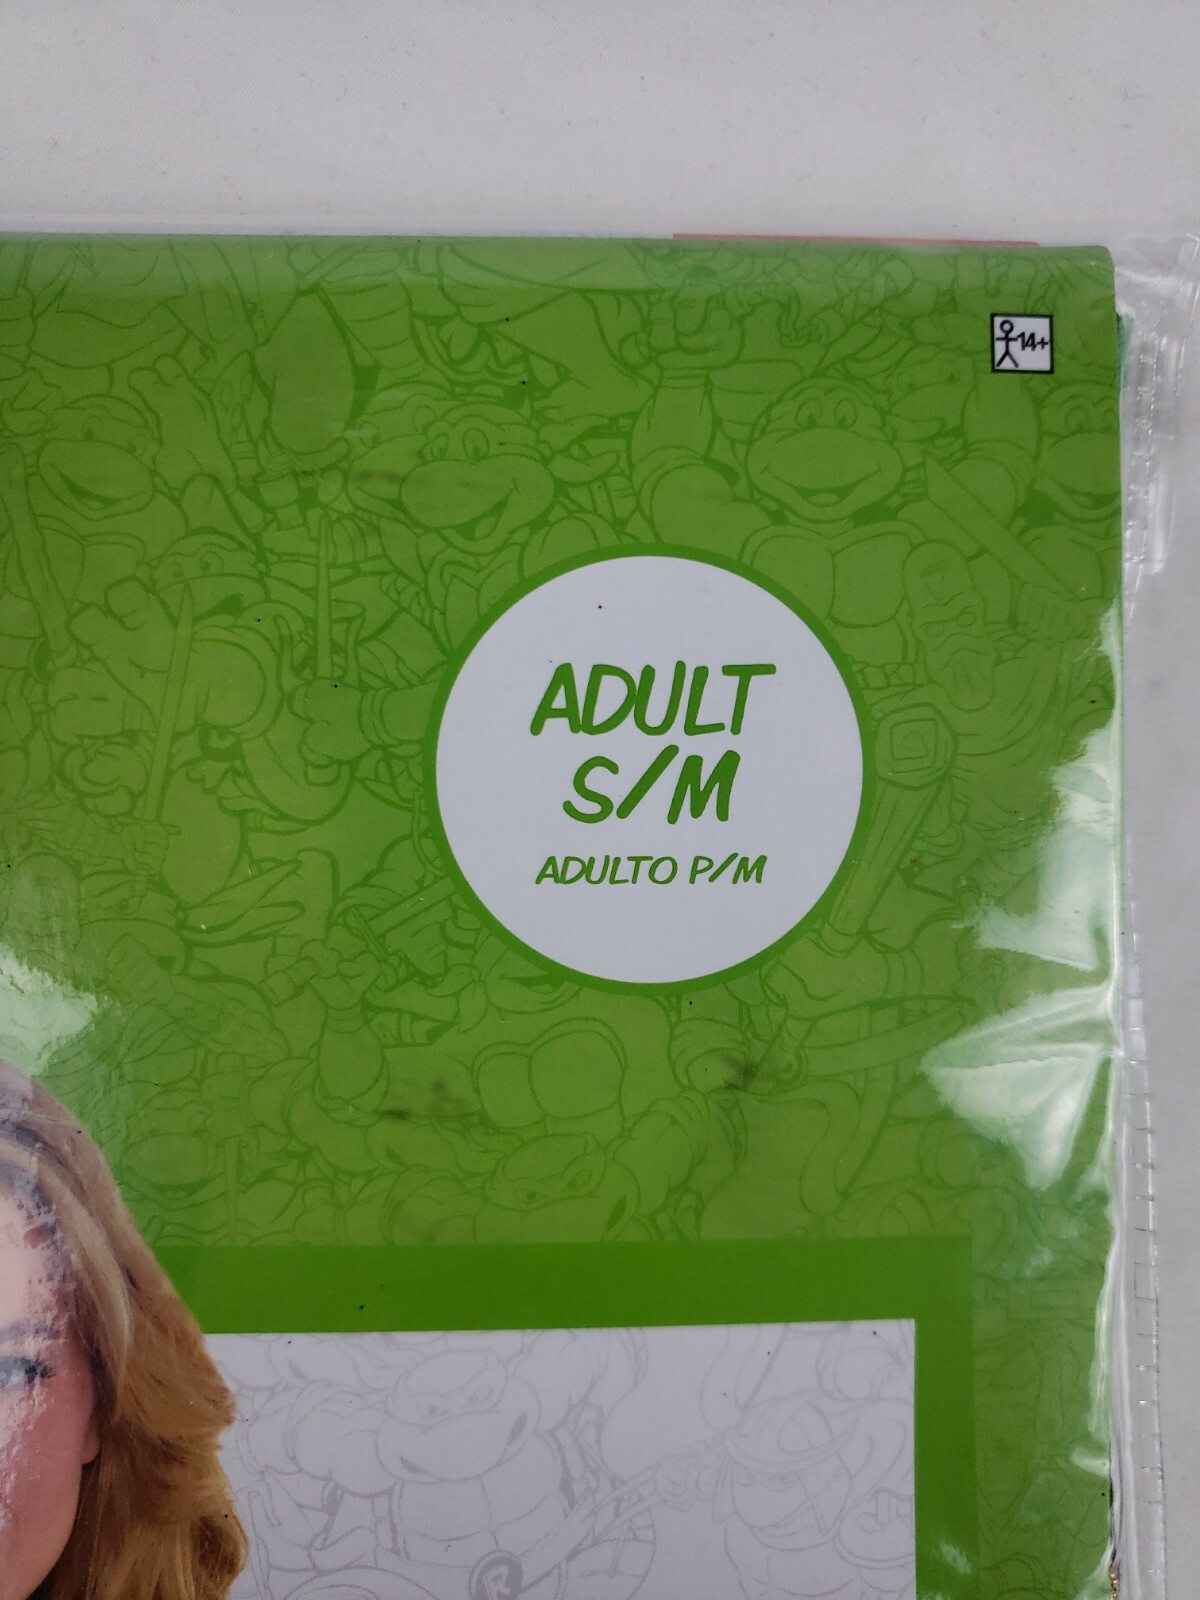 14+
ADULT
S/M
ADULTO P/M
R